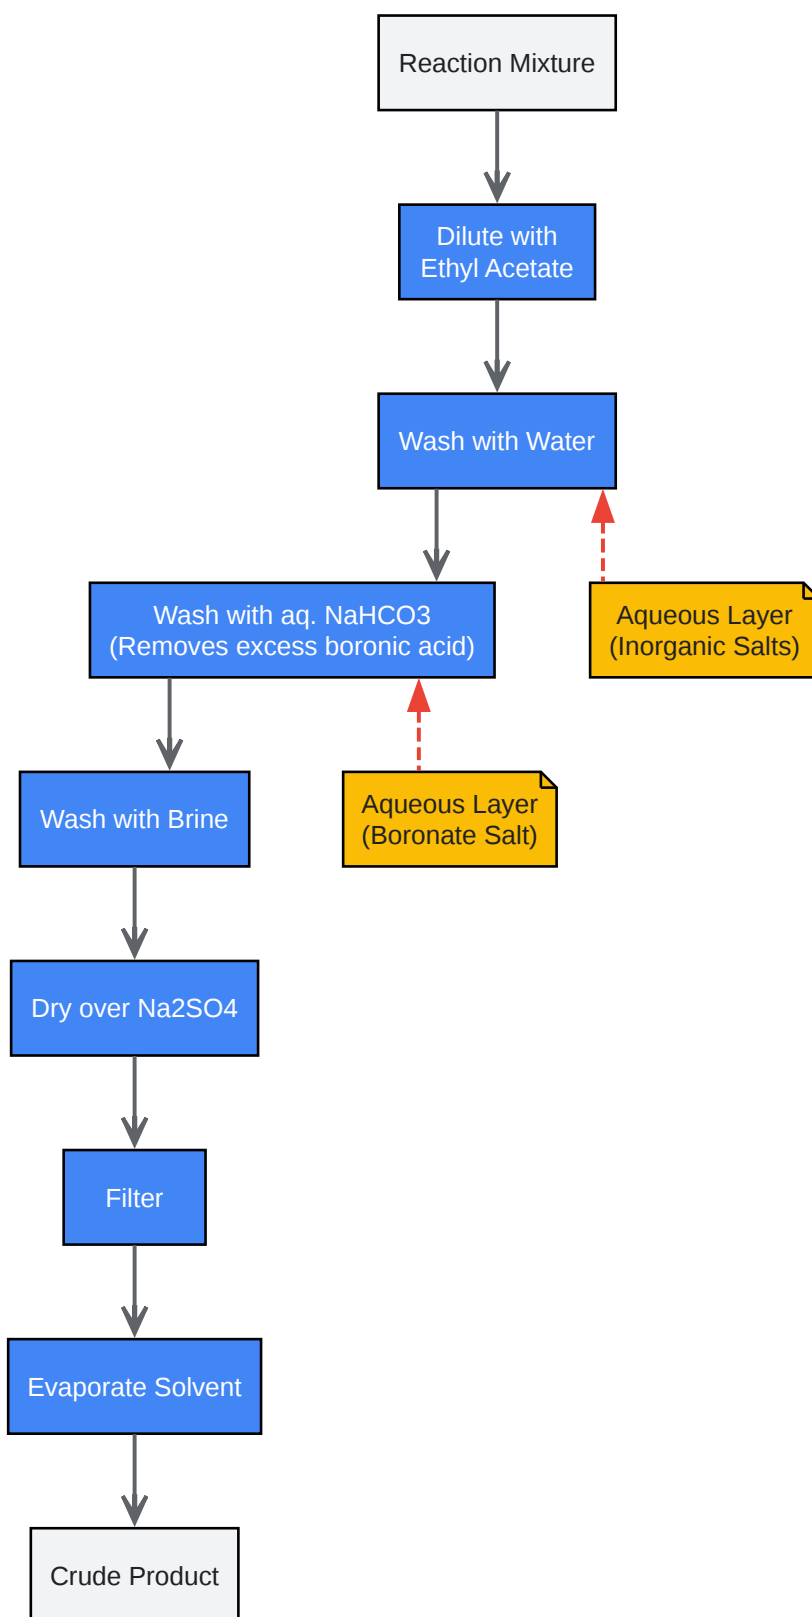 Reaction Mixture
Dilute with
Ethyl Acetate
Wash with Water
Wash with aq. NaHCO3
(Removes excess boronic acid)
Aqueous Layer
(Inorganic Salts)
Wash with Brine
Aqueous Layer
(Boronate Salt)
Dry over Na2SO4
Filter
Evaporate Solvent
Crude Product